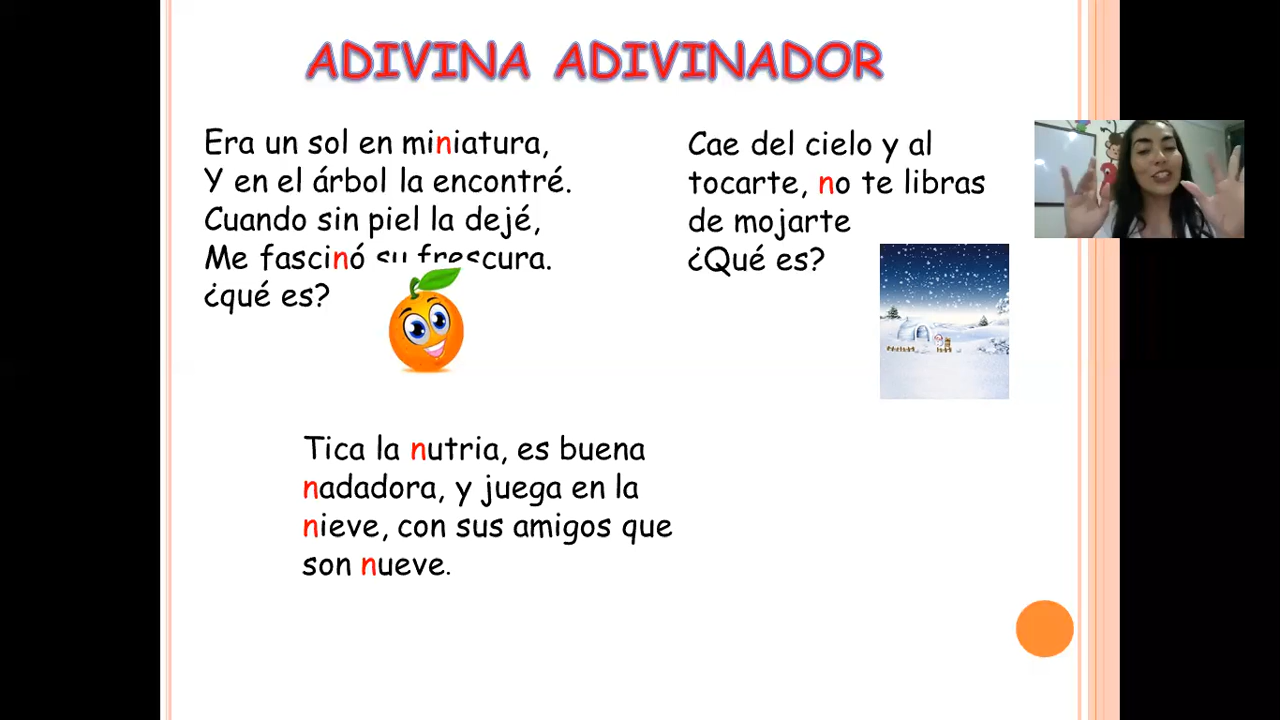 ADIVINA ADIVINADOR
Era un sol en miniatura,
Y en el árbol la encontré.
Cuando sin piel la dejé,
Me fascinó su frescura.
¿qué es?
Cae del cielo y al
tocarte, no te libras
de mojarte
¿Qué es?
Tica la nutria, es buena
nadadora, y juega en la
nieve, con sus amigos que
son nueve.